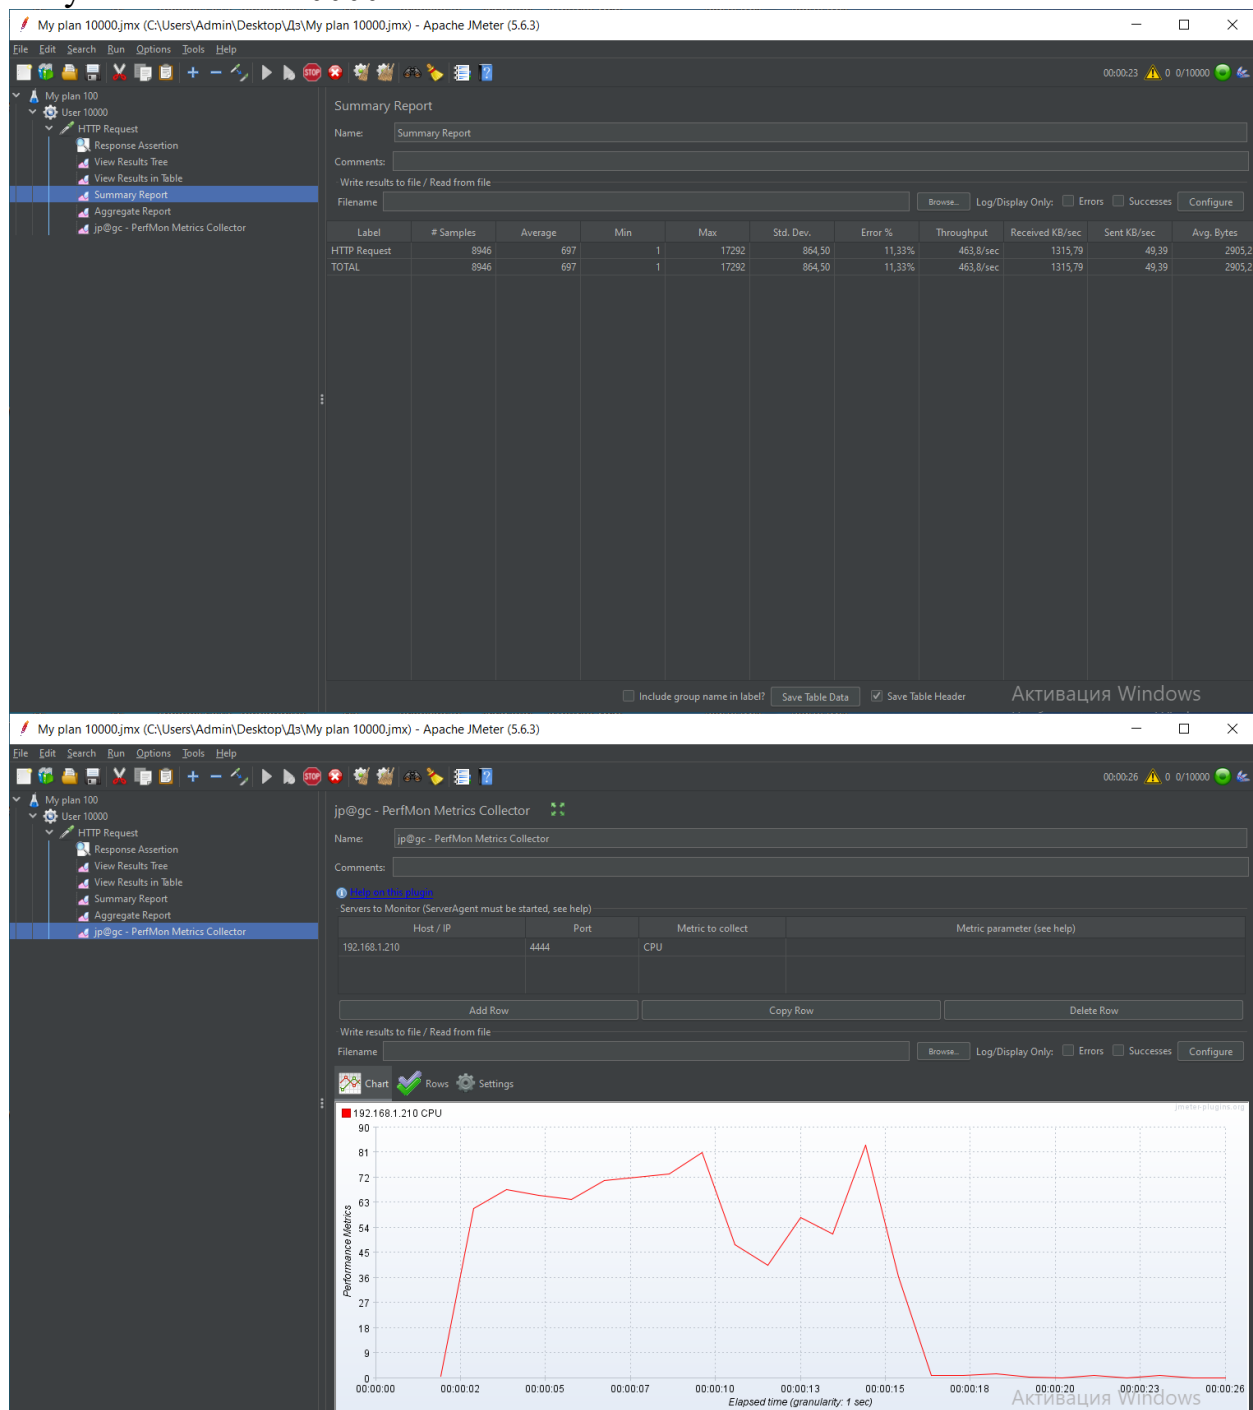 My plan 10000.jmx (C:\Users\Admin\Desktop\Дз\My plan 10000.jmx) - Apache JMeter (5.6.3)
File Edit Search Run Options Tools Help
STOP 00:00:23 0 0/10000
My plan 100
User 10000
HTTP Request
Response Assertion
View Results Tree
View Results in Table
Summary Report
Aggregate Report
jp@gc - PerfMon Metrics Collector
Summary Report
Name: Summary Report
Comments:
Write results to file / Read from file
Filename Browse... Log/Display Only: Errors Successes Configure
Label # Samples Average Min Max Std. Dev. Error % Throughput Received KB/sec Sent KB/sec Avg. Bytes
HTTP Request 8946 697 1 17292 864,50 11,33% 463,8/sec 1315,79 49,39 2905,2
TOTAL 8946 697 1 17292 864,50 11,33% 463,8/sec 1315,79 49,39 2905,2
Include group name in label? Save Table Data Save Table Header
Активация Windows
My plan 10000.jmx (C:\Users\Admin\Desktop\Дз\My plan 10000.jmx) - Apache JMeter (5.6.3)
File Edit Search Run Options Tools Help
STOP 00:00:26 0 0/10000
My plan 100
User 10000
HTTP Request
Response Assertion
View Results Tree
View Results in Table
Summary Report
Aggregate Report
jp@gc - PerfMon Metrics Collector
jp@gc - PerfMon Metrics Collector
Name: jp@gc - PerfMon Metrics Collector
Comments:
Help on this plugin
Servers to Monitor (ServerAgent must be started, see help)
Host / IP Port Metric to collect Metric parameter (see help)
192.168.1.210 4444 CPU
Add Row Copy Row Delete Row
Write results to file / Read from file
Filename Browse... Log/Display Only: Errors Successes Configure
Chart Rows Settings
jmeter-plugins.org
192.168.1.210 CPU
90
81
72
63
54
45
36
27
18
9
0
Performance Metrics
00:00:00 00:00:02 00:00:05 00:00:07 00:00:10 00:00:13 00:00:15 00:00:18 00:00:20 00:00:23 00:00:26
Elapsed time (granularity: 1 sec)
Активация Windows